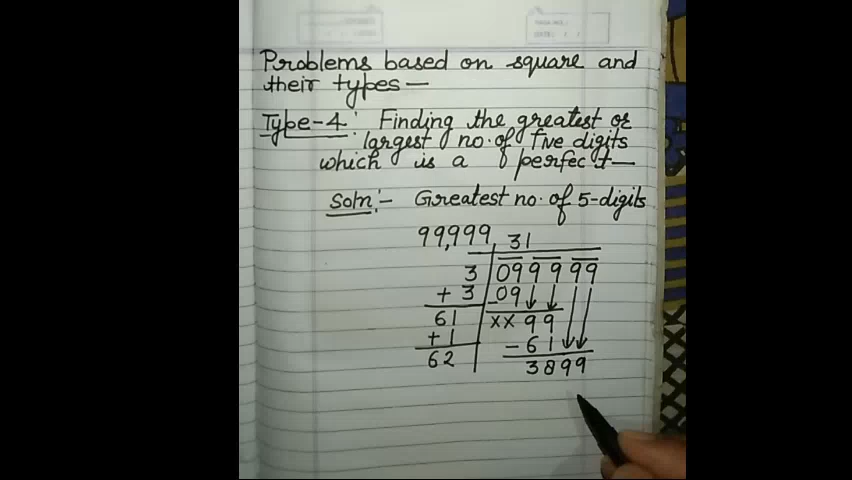 Problems based on square and
their types—
Type-4: Finding the greatest or
largest no. of five digits
which is a perfect—
Soln:- Greatest no. of 5-digits
99,999 31
3 099999
+ 3 -09
61 xx99
+1 -61
62 3899